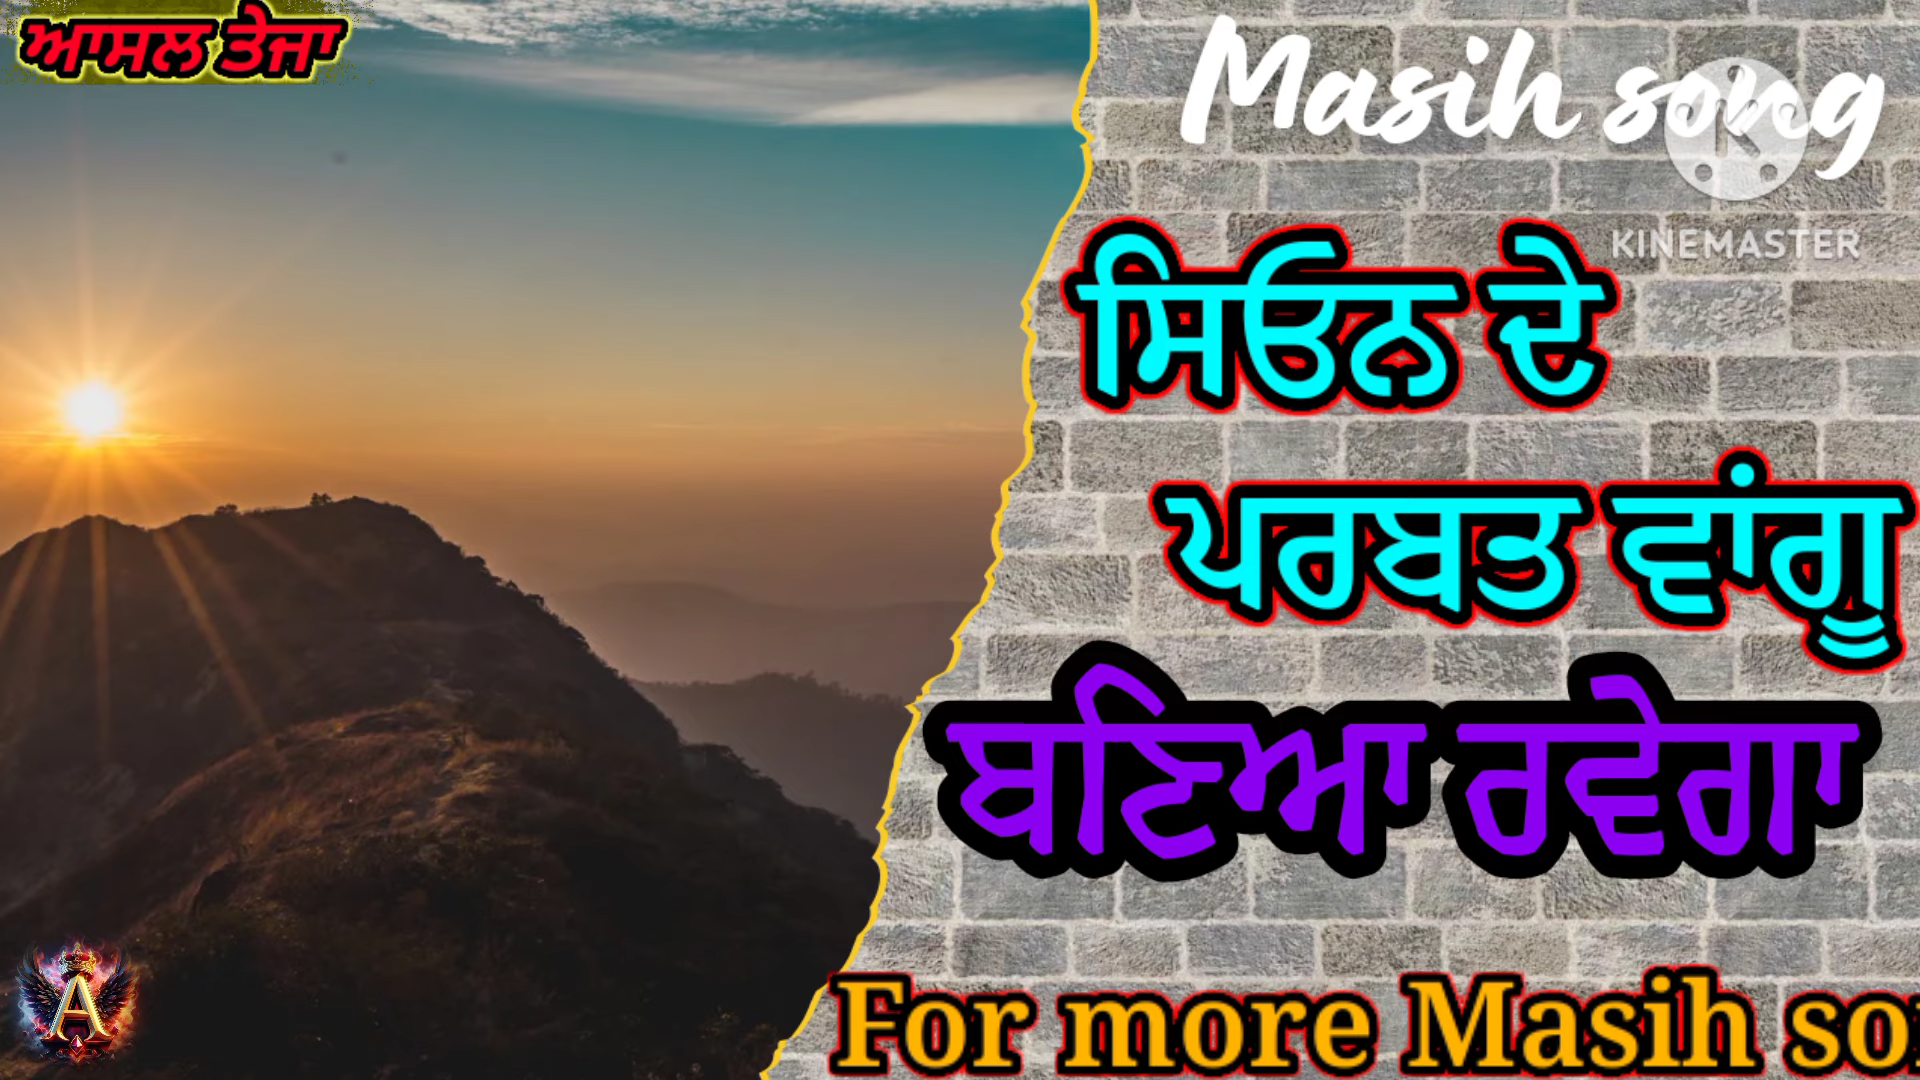 ਆਸਲ ਤੇਜਾ
Masih song
KINEMASTER
ਸਿਓਨ ਦੇ
ਪਰਬਤ ਵਾਂਗੂ
ਬਣਿਆ ਰਵੇਗਾ
A
For more Masih so